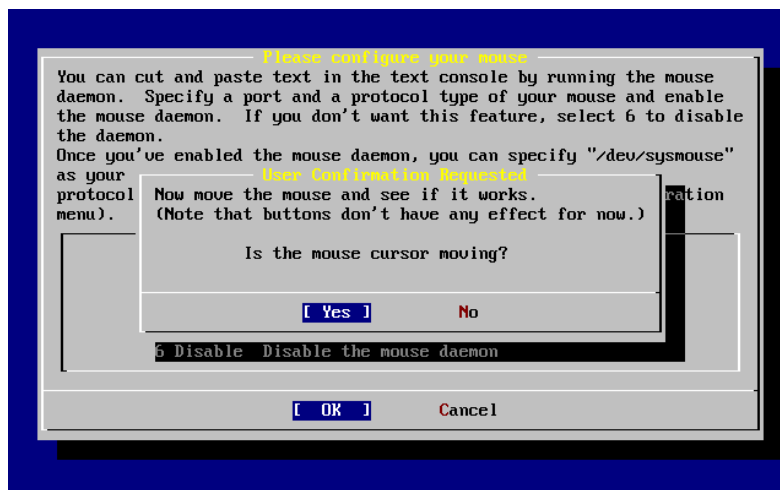 Please configure your mouse
You can cut and paste text in the text console by running the mouse
daemon. Specify a port and a protocol type of your mouse and enable
the mouse daemon. If you don't want this feature, select 6 to disable
the daemon.
Once you've enabled the mouse daemon, you can specify "/dev/sysmouse"
as your
protocol ration
menu).
User Confirmation Requested
Now move the mouse and see if it works.
(Note that buttons don't have any effect for now.)
Is the mouse cursor moving?
[ Yes ] No
6 Disable Disable the mouse daemon
[ OK ] Cancel